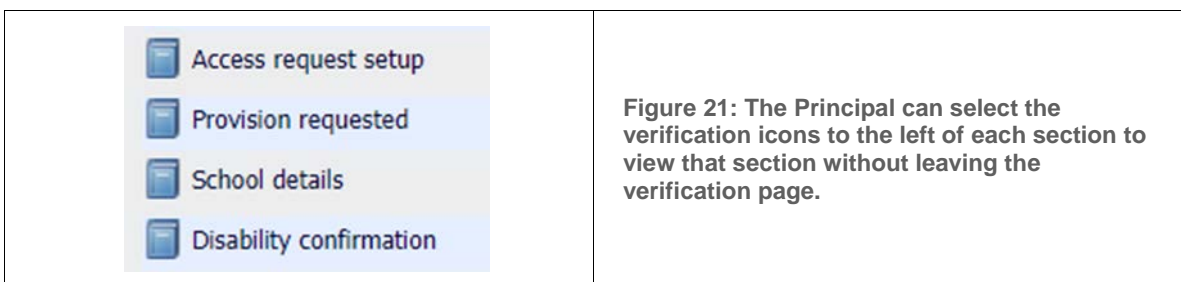 Access request setup
Provision requested
School details
Disability confirmation
Figure 21: The Principal can select the
verification icons to the left of each section to
view that section without leaving the
verification page.